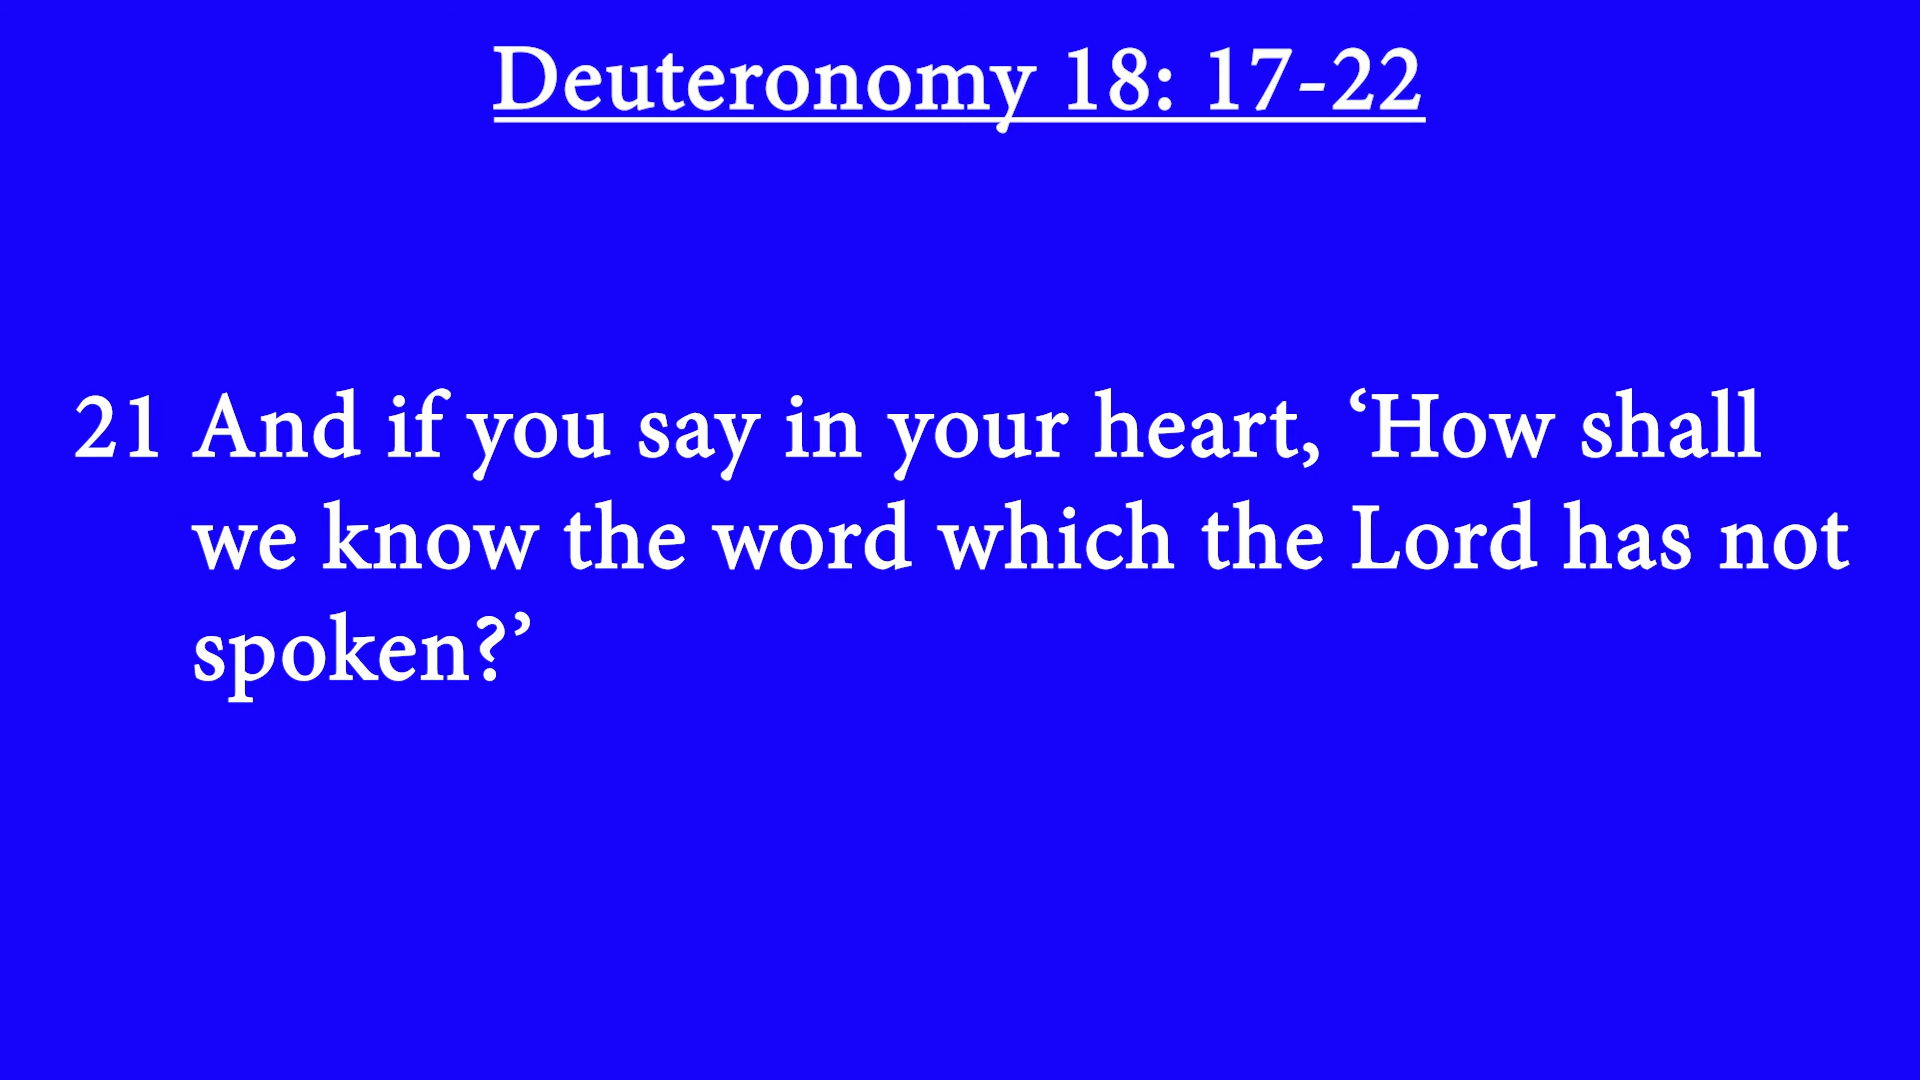 Deuteronomy 18: 17-22
21 And if you say in your heart, ‘How shall
we know the word which the Lord has not
spoken?’